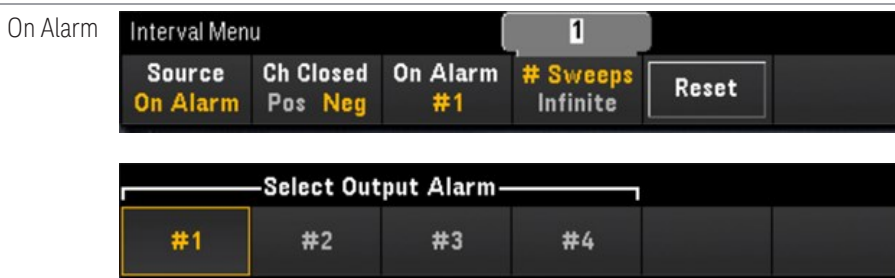 On Alarm
Interval Menu
1
Source Ch Closed On Alarm # Sweeps Reset
On Alarm Pos Neg #1 Infinite
Select Output Alarm
#1 #2 #3 #4